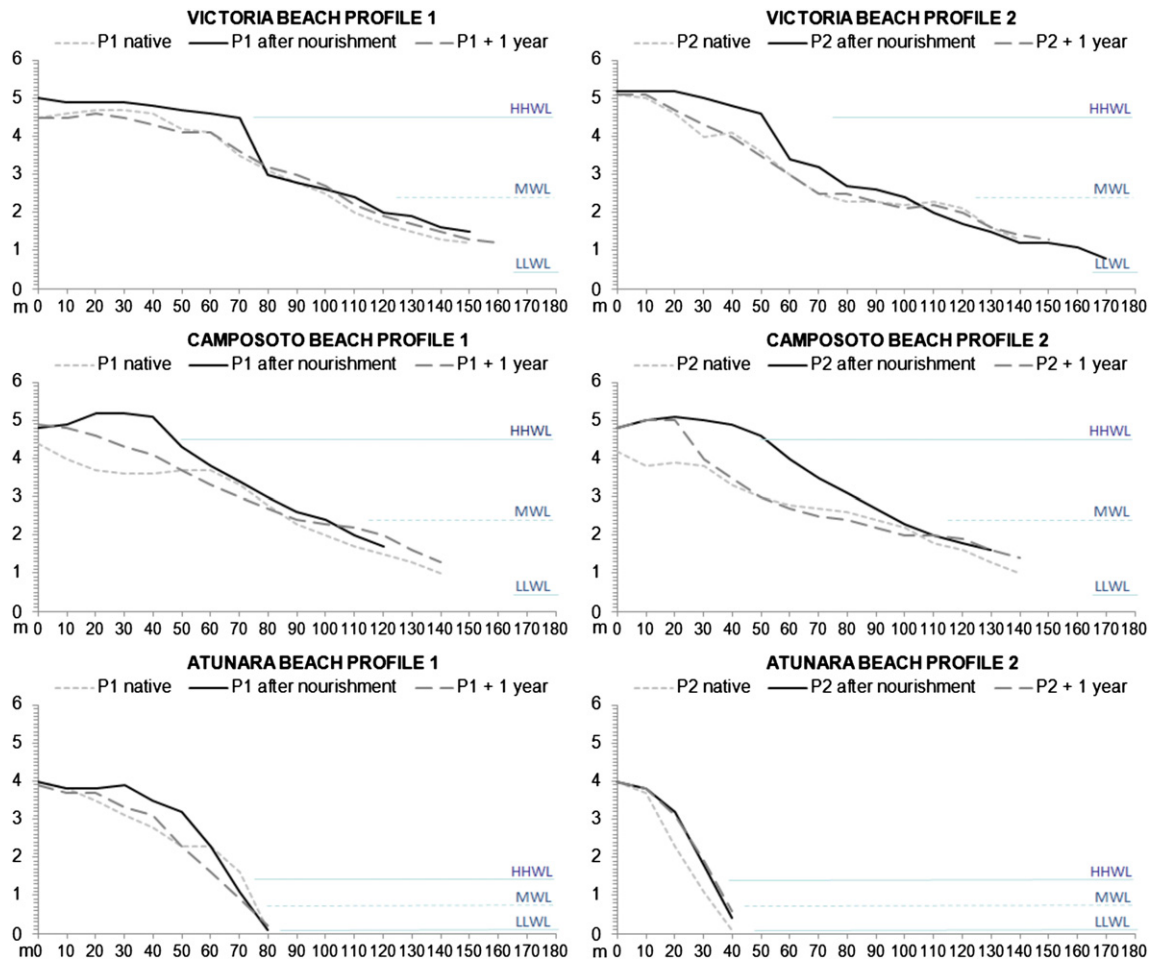 VICTORIA BEACH PROFILE 1
P1 native P1 after nourishment P1 + 1 year
6
5
4
3
2
1
0
HHWL
MWL
LLWL
m 0 10 20 30 40 50 60 70 80 90 100 110 120 130 140 150 160 170 180
VICTORIA BEACH PROFILE 2
P2 native P2 after nourishment P2 + 1 year
6
5
4
3
2
1
0
HHWL
MWL
LLWL
m 0 10 20 30 40 50 60 70 80 90 100 110 120 130 140 150 160 170 180
CAMPOSOTO BEACH PROFILE 1
P1 native P1 after nourishment P1 + 1 year
6
5
4
3
2
1
0
HHWL
MWL
LLWL
m 0 10 20 30 40 50 60 70 80 90 100 110 120 130 140 150 160 170 180
CAMPOSOTO BEACH PROFILE 2
P2 native P2 after nourishment P2 + 1 year
6
5
4
3
2
1
0
HHWL
MWL
LLWL
m 0 10 20 30 40 50 60 70 80 90 100 110 120 130 140 150 160 170 180
ATUNARA BEACH PROFILE 1
P1 native P1 after nourishment P1 + 1 year
6
5
4
3
2
1
0
HHWL
MWL
LLWL
m 0 10 20 30 40 50 60 70 80 90 100 110 120 130 140 150 160 170 180
ATUNARA BEACH PROFILE 2
P2 native P2 after nourishment P2 + 1 year
6
5
4
3
2
1
0
HHWL
MWL
LLWL
m 0 10 20 30 40 50 60 70 80 90 100 110 120 130 140 150 160 170 180